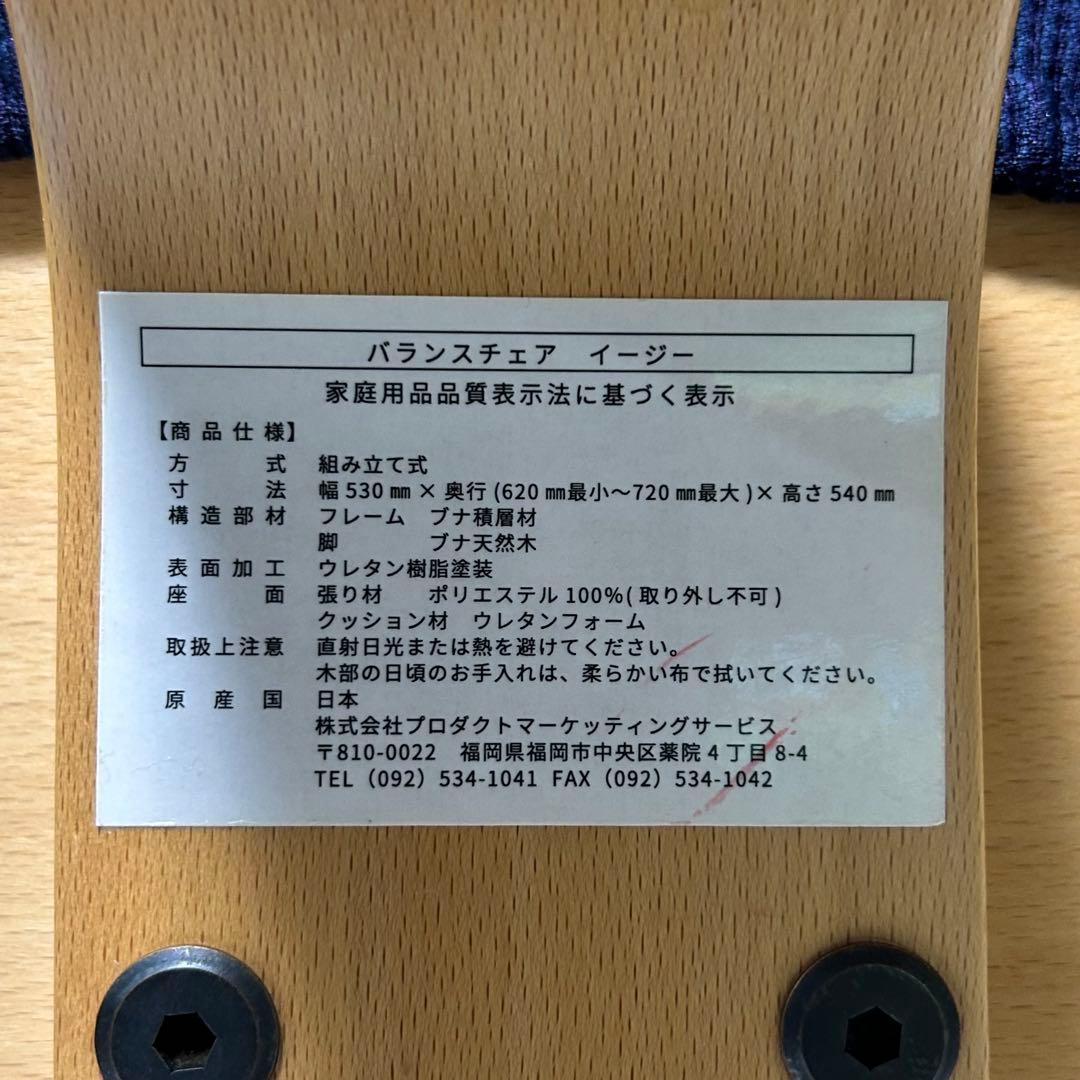 バランスチェア　イージー
家庭用品品質表示法に基づく表示
【商品仕様】
方式　組み立て式
寸法　幅 530 ㎜ × 奥行 (620 ㎜最小～720 ㎜最大 )× 高さ 540 ㎜
構造部材　フレーム　ブナ積層材
脚　ブナ天然木
表面加工　ウレタン樹脂塗装
座面　張り材　ポリエステル 100%( 取り外し不可 )
クッション材　ウレタンフォーム
取扱上注意　直射日光または熱を避けてください。
木部の日頃のお手入れは、柔らかい布で拭いてください。
原産国　日本
株式会社プロダクトマーケッティングサービス
〒810-0022　福岡県福岡市中央区薬院 4 丁目 8-4
TEL（092）534-1041 FAX（092）534-1042